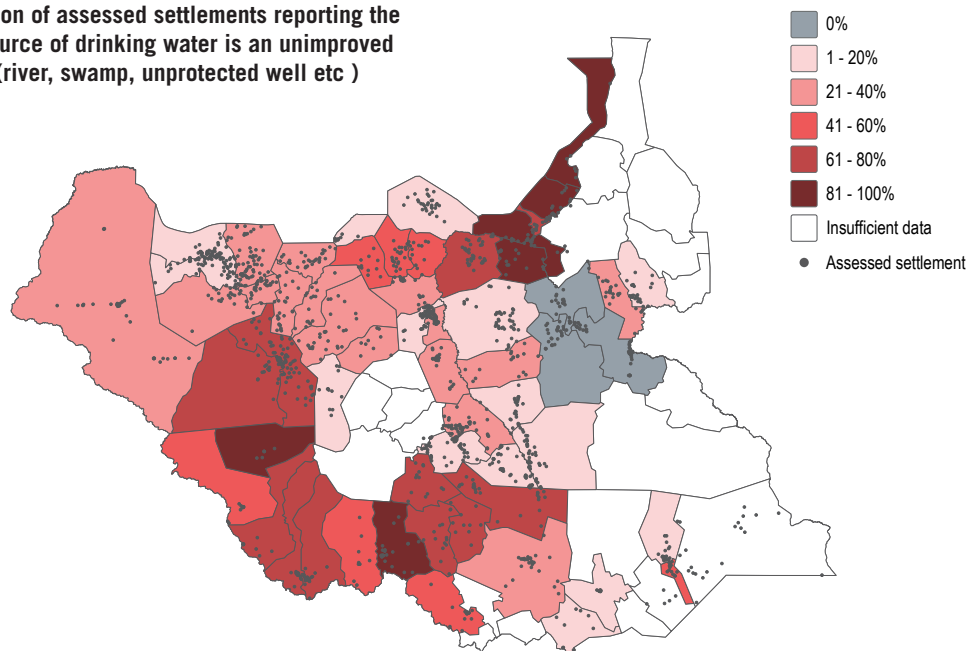 ion of assessed settlements reporting the
urce of drinking water is an unimproved
(river, swamp, unprotected well etc )
0%
1 - 20%
21 - 40%
41 - 60%
61 - 80%
81 - 100%
Insufficient data
Assessed settlement